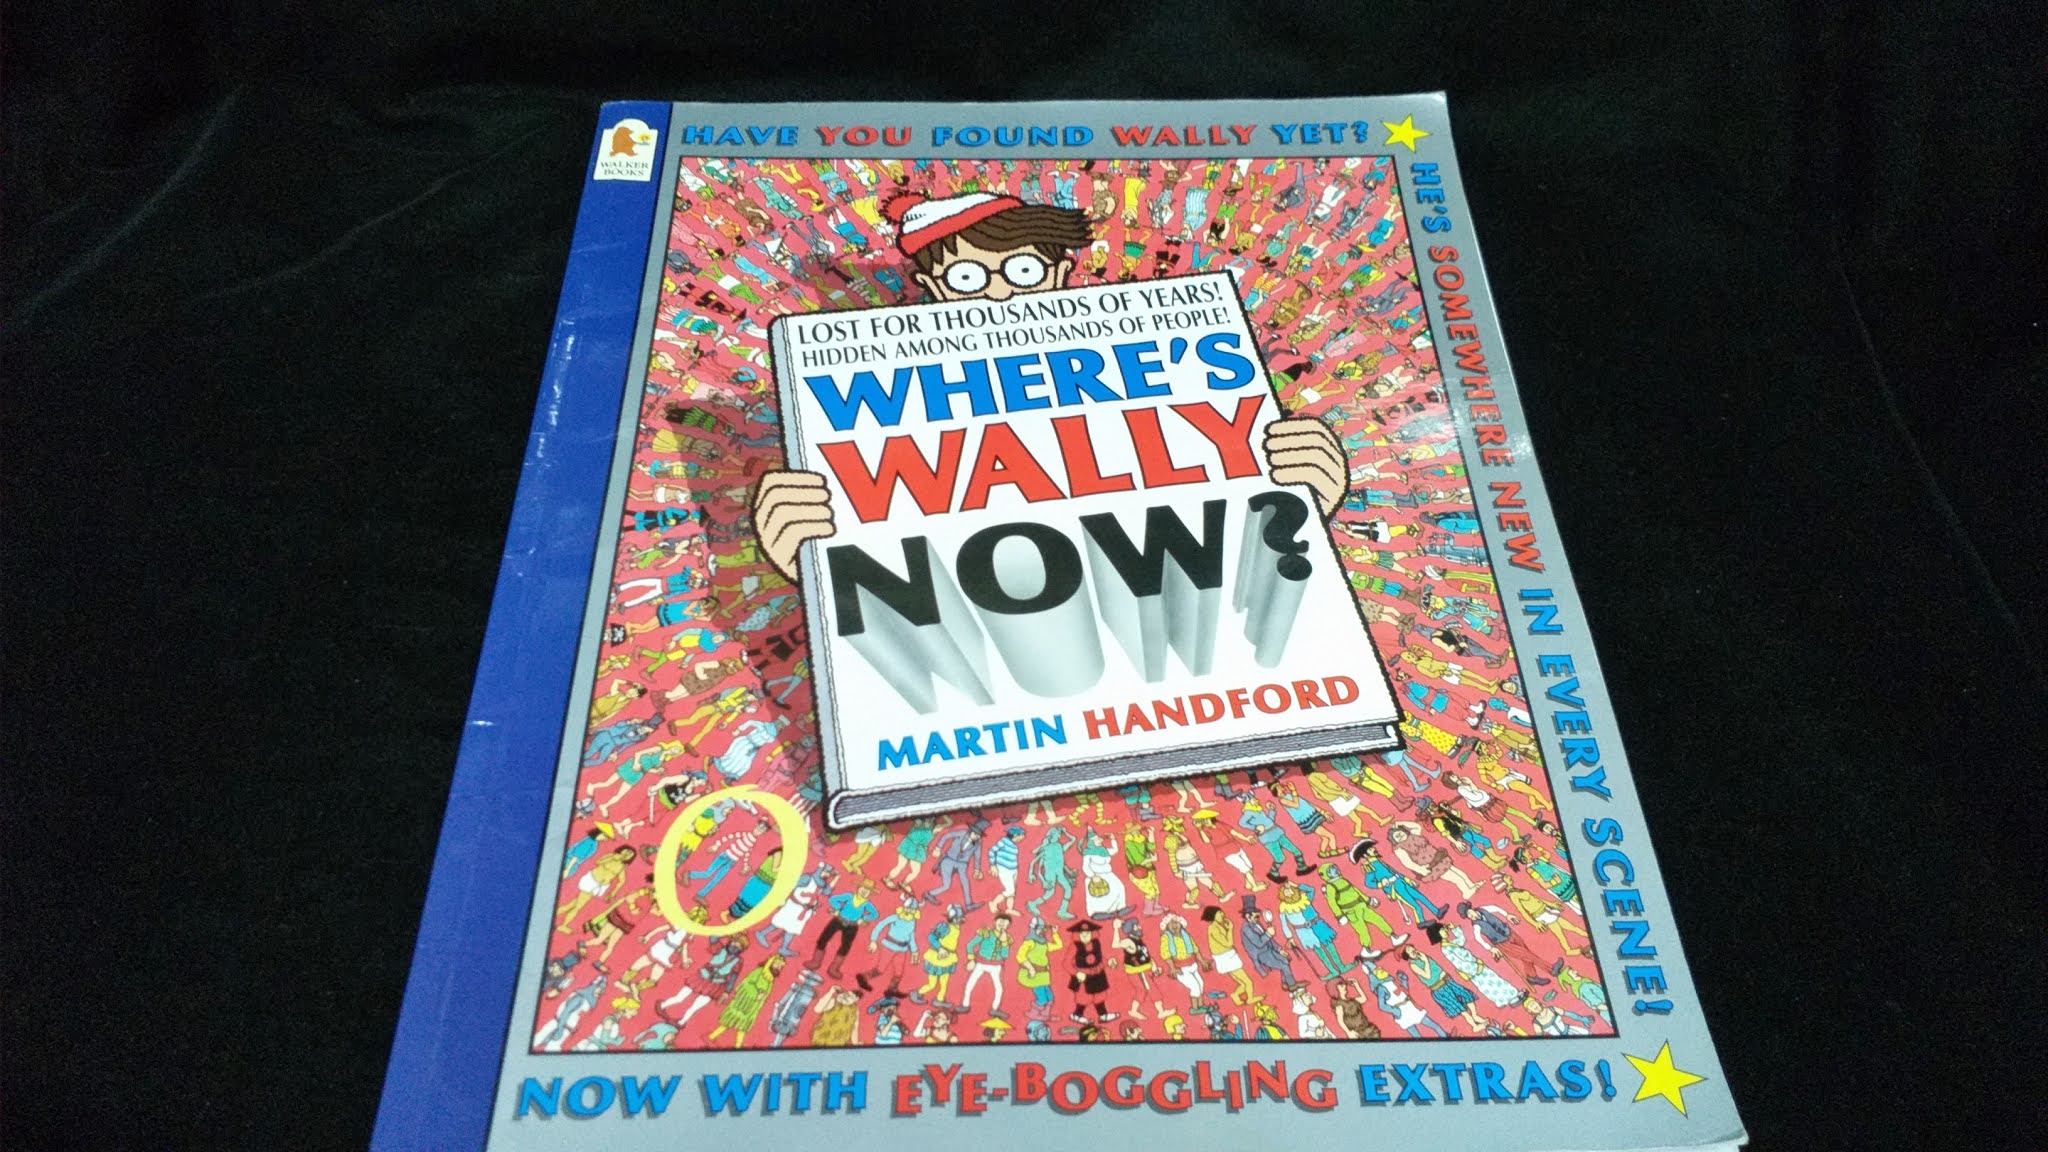 WALKER
BOOKS
HAVE YOU FOUND WALLY YET?
HE'S SOMEWHERE NEW IN EVERY SCENE!
LOST FOR THOUSANDS OF YEARS!
HIDDEN AMONG THOUSANDS OF PEOPLE!
WHERE'S
WALLY
NOW?
MARTIN HANDFORD
NOW WITH EYE-BOGGLING EXTRAS!